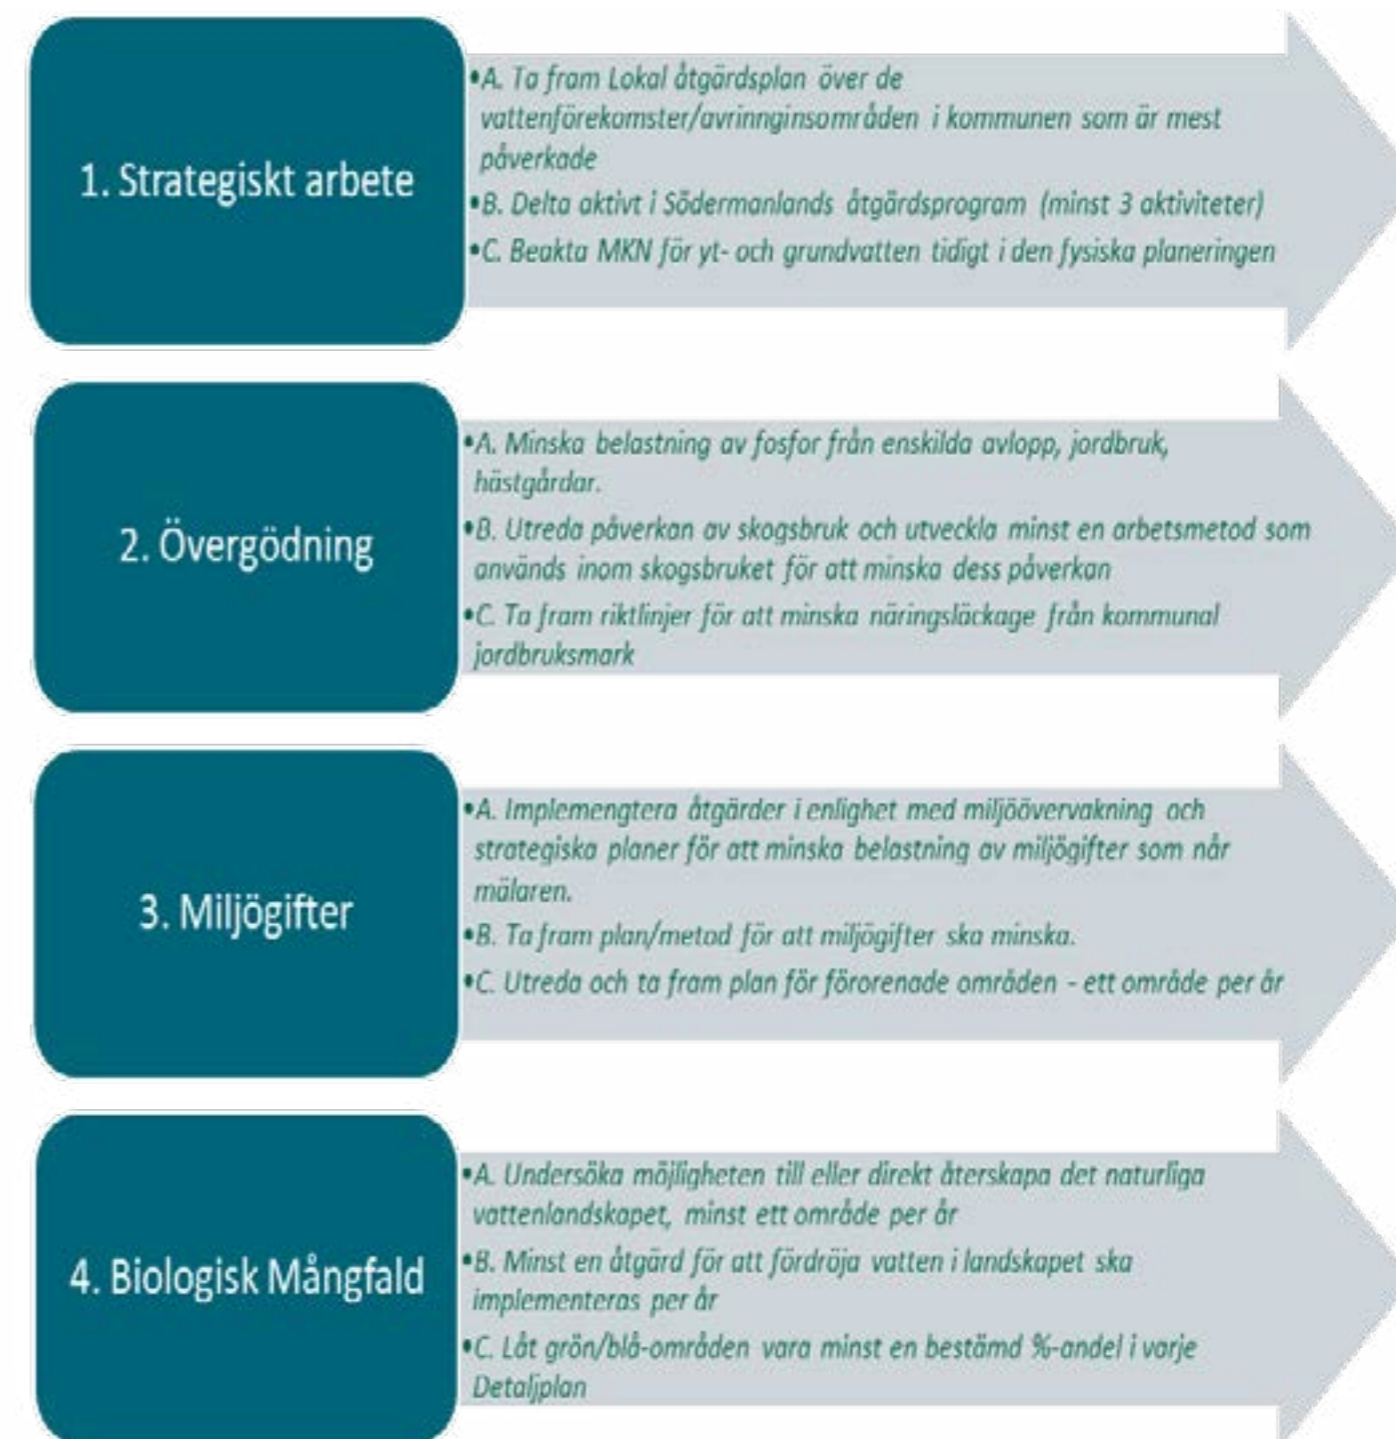 1. Strategiskt arbete
•A. Ta fram Lokal åtgärdsplan över de
vattenförekomster/avrinnginsområden i kommunen som är mest
påverkade
•B. Delta aktivt i Södermanlands åtgärdsprogram (minst 3 aktiviteter)
•C. Beakta MKN för yt- och grundvatten tidigt i den fysiska planeringen
2. Övergödning
•A. Minska belastning av fosfor från enskilda avlopp, jordbruk,
hästgårdar.
•B. Utreda påverkan av skogsbruk och utveckla minst en arbetsmetod som
används inom skogsbruket för att minska dess påverkan
•C. Ta fram riktlinjer för att minska näringsläckage från kommunal
jordbruksmark
3. Miljögifter
•A. Implemengtera åtgärder i enlighet med miljöövervakning och
strategiska planer för att minska belastning av miljögifter som når
mälaren.
•B. Ta fram plan/metod för att miljögifter ska minska.
•C. Utreda och ta fram plan för förorenade områden - ett område per år
4. Biologisk Mångfald
•A. Undersöka möjligheten till eller direkt återskapa det naturliga
vattenlandskapet, minst ett område per år
•B. Minst en åtgärd för att fördröja vatten i landskapet ska
implementeras per år
•C. Låt grön/blå-områden vara minst en bestämd %-andel i varje
Detaljplan